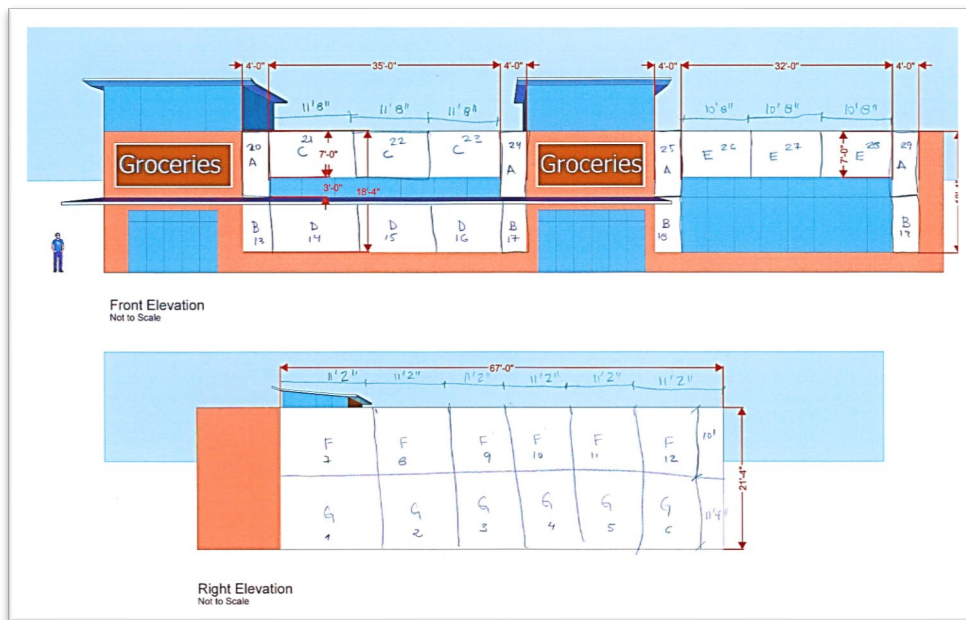 4'-0" 35'-0" 4'-0" 4'-0" 32'-0" 4'-0"
11'8" 11'8" 11'8" 10'8" 10'8" 10'8"
20 21 22 23 24 25 26 27 28 29
A C C C A A E E E A
7'-0" 7'-0"
Groceries Groceries
3'-0" 18'-4"
B D D D B B B
13 14 15 16 17 18 19
Front Elevation
Not to Scale
67'-0"
11'2" 11'2" 11'2" 11'2" 11'2" 11'2"
F F F F F F 10'
7 8 9 10 11 12
21'-4"
G G G G G G 11'4"
1 2 3 4 5 6
Right Elevation
Not to Scale